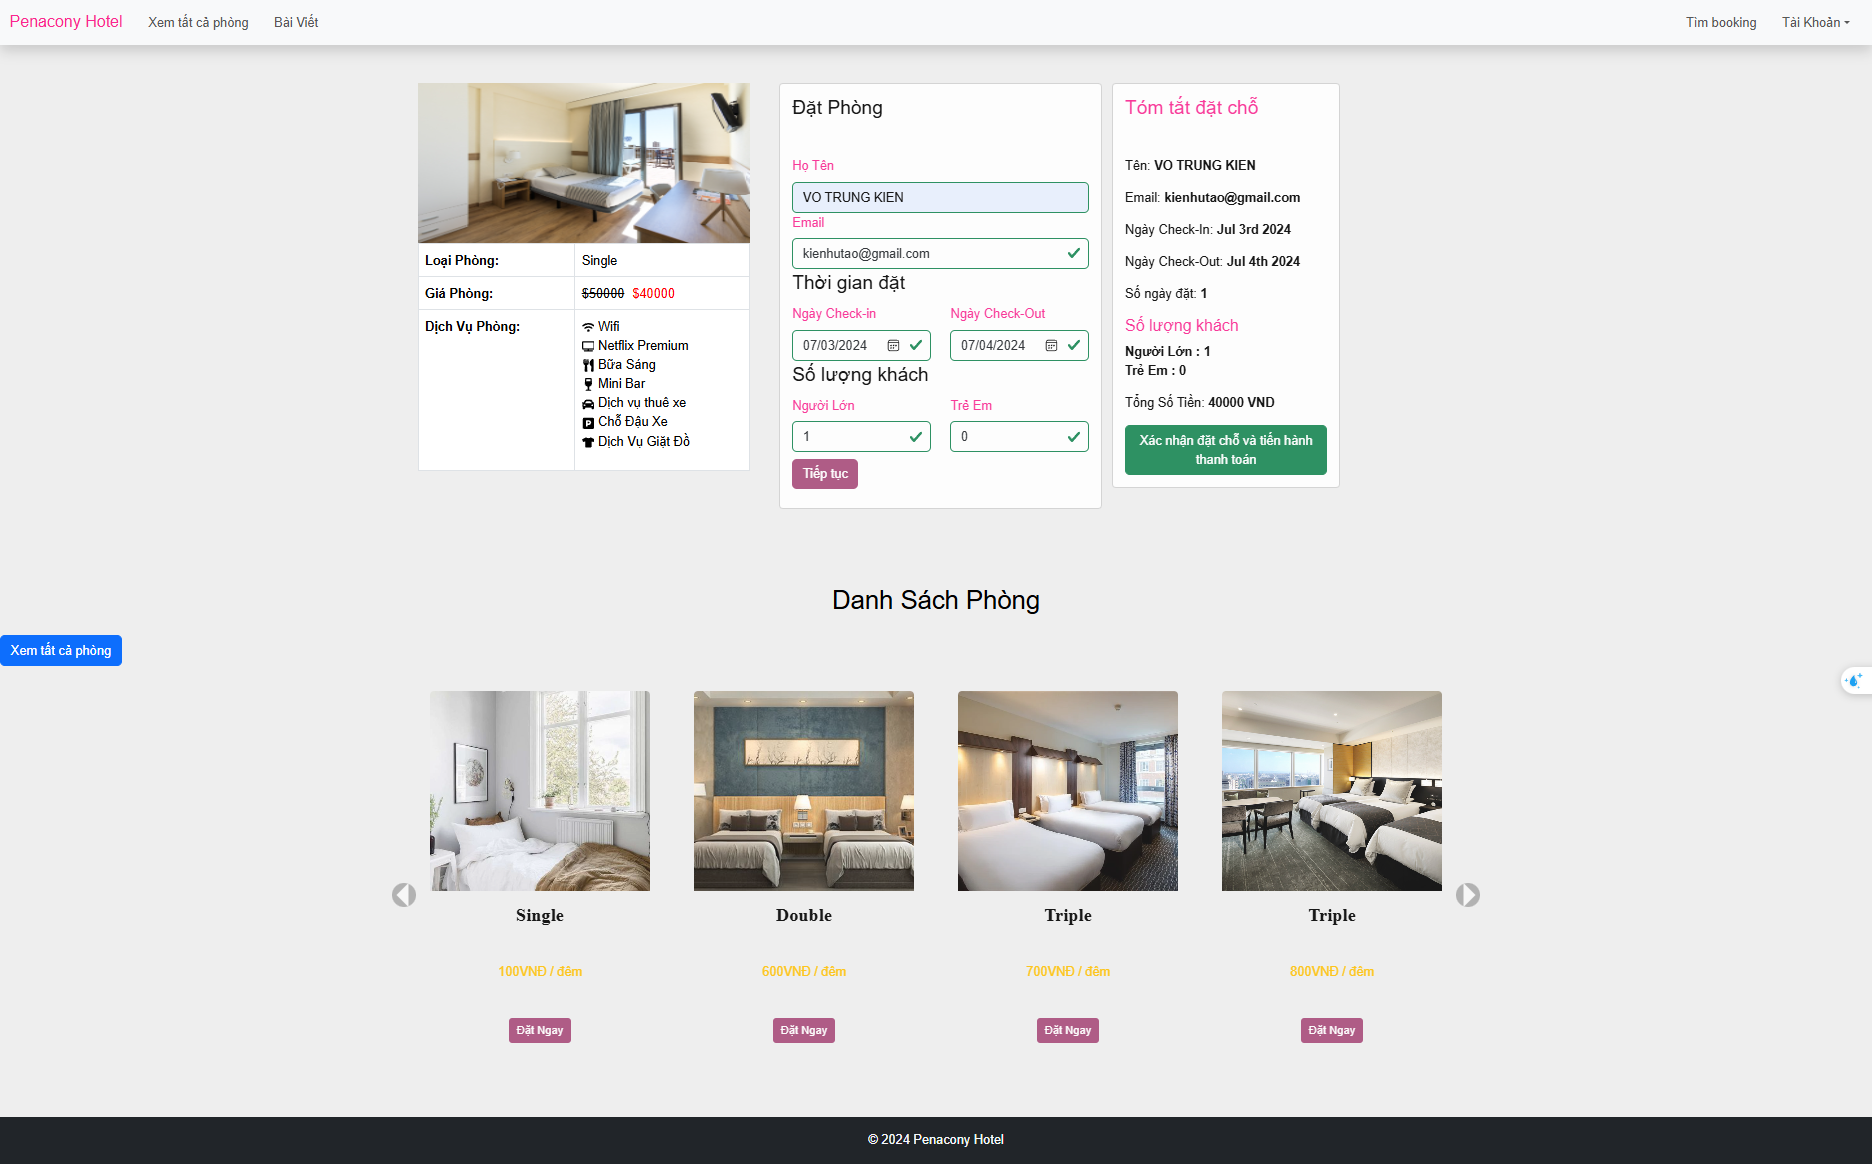 Penacony Hotel Xem tất cả phòng Bài Viết Tìm booking Tài Khoản
Loại Phòng: Single
Giá Phòng: $50000 $40000
Dịch Vụ Phòng: Wifi
Netflix Premium
Bữa Sáng
Mini Bar
Dịch vụ thuê xe
Chỗ Đậu Xe
Dịch Vụ Giặt Đồ
Đặt Phòng
Họ Tên
VO TRUNG KIEN
Email
kienhutao@gmail.com
Thời gian đặt
Ngày Check-in Ngày Check-Out
07/03/2024 07/04/2024
Số lượng khách
Người Lớn Trẻ Em
1 0
Tiếp tục
Tóm tắt đặt chỗ
Tên: VO TRUNG KIEN
Email: kienhutao@gmail.com
Ngày Check-In: Jul 3rd 2024
Ngày Check-Out: Jul 4th 2024
Số ngày đặt: 1
Số lượng khách
Người Lớn : 1
Trẻ Em : 0
Tổng Số Tiền: 40000 VND
Xác nhận đặt chỗ và tiến hành
thanh toán
Danh Sách Phòng
Xem tất cả phòng
Single Double Triple Triple
100VNĐ / đêm 600VNĐ / đêm 700VNĐ / đêm 800VNĐ / đêm
Đặt Ngay Đặt Ngay Đặt Ngay Đặt Ngay
© 2024 Penacony Hotel